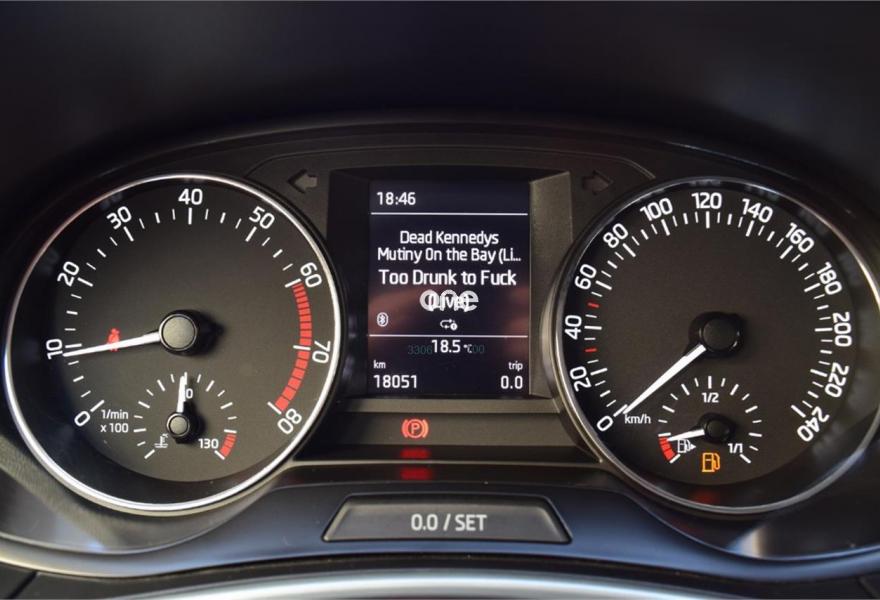 18:46
Dead Kennedys
Mutiny On the Bay (Li...
Too Drunk to Fuck
(Live)
one
18.5 °C
km
trip
18051
0.0
0
10
20
30
40
50
60
70
80
1/min
x 100
130
0
20
40
60
80
100
120
140
160
180
200
220
240
km/h
1/2
1/1
P
0.0 / SET